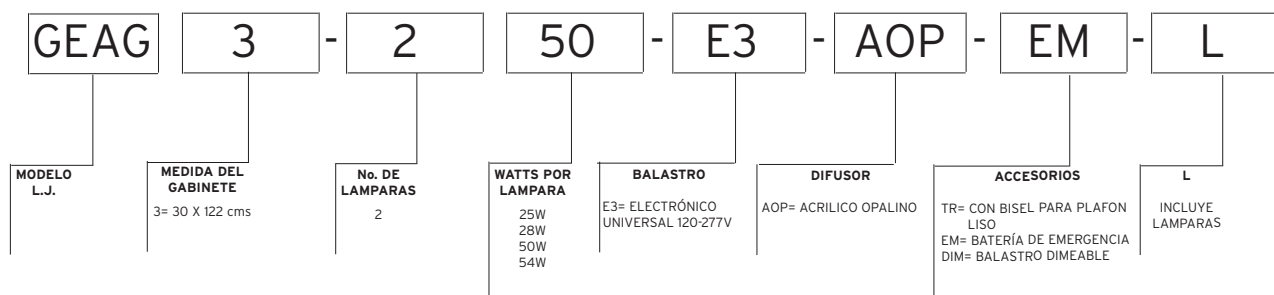 GEAG 3 - 2 50 - E3 - AOP - EM - L
MODELO
L.J.
MEDIDA DEL
GABINETE
3= 30 X 122 cms
No. DE
LAMPARAS
2
WATTS POR
LAMPARA
25W
28W
50W
54W
BALASTRO
E3= ELECTRÓNICO
UNIVERSAL 120-277V
DIFUSOR
AOP= ACRILICO OPALINO
ACCESORIOS
TR= CON BISEL PARA PLAFON
LISO
EM= BATERÍA DE EMERGENCIA
DIM= BALASTRO DIMEABLE
L
INCLUYE
LAMPARAS